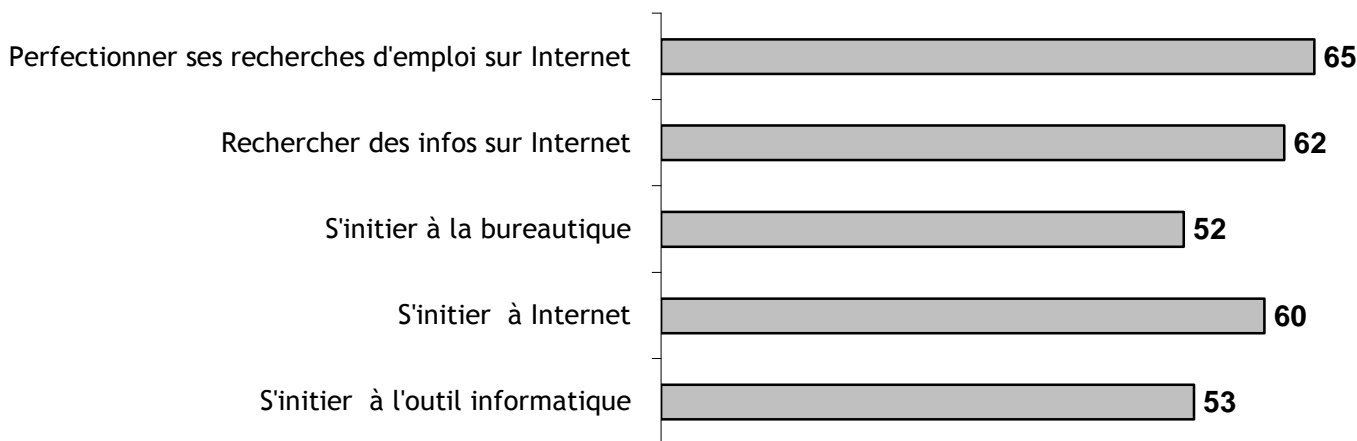 Perfectionner ses recherches d'emploi sur Internet 65
Rechercher des infos sur Internet 62
S'initier à la bureautique 52
S'initier  à Internet 60
S'initier  à l'outil informatique 53